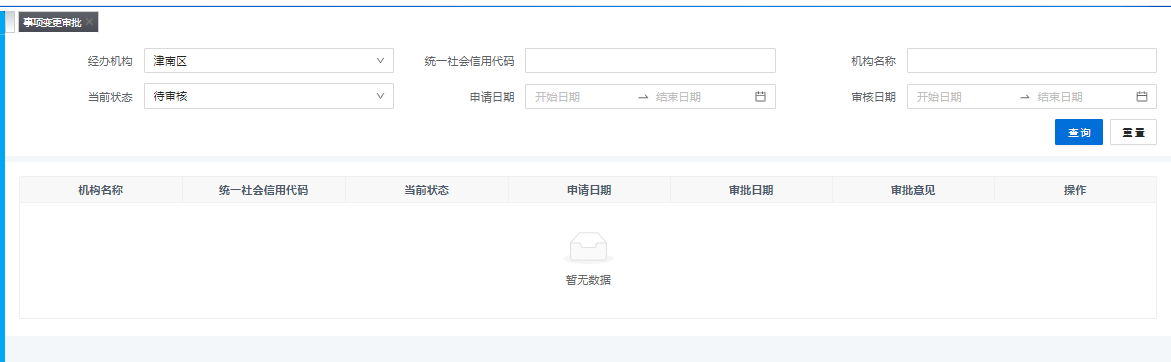 事项变更审批
经办机构 津南区 统一社会信用代码 机构名称
当前状态 待审核 申请日期 开始日期 结束日期 审核日期 开始日期 结束日期
查询 重置
机构名称 统一社会信用代码 当前状态 申请日期 审批日期 审批意见 操作
暂无数据